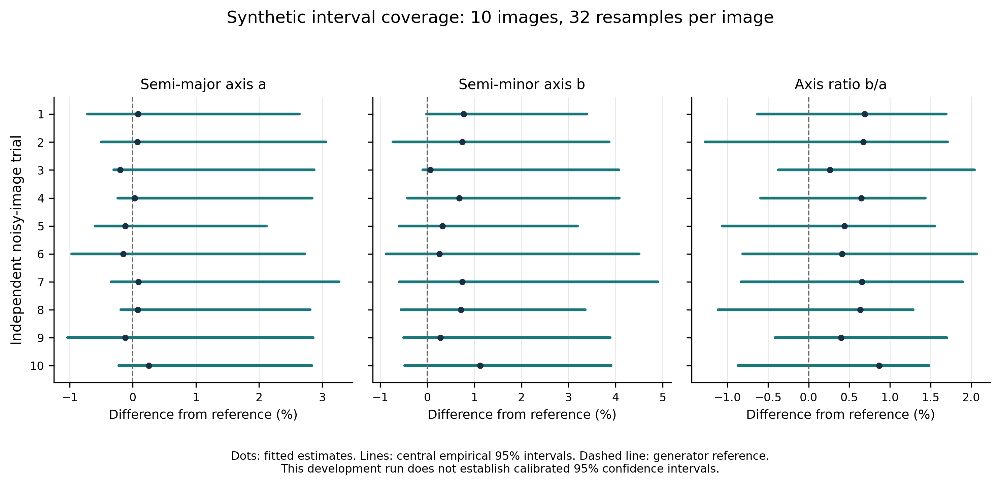 Synthetic interval coverage: 10 images, 32 resamples per image
Semi-major axis a
Semi-minor axis b
Axis ratio b/a
Independent noisy-image trial
1
2
3
4
5
6
7
8
9
10
−1 0 1 2 3
−1 0 1 2 3 4 5
−1.0 −0.5 0.0 0.5 1.0 1.5 2.0
Difference from reference (%)
Difference from reference (%)
Difference from reference (%)
Dots: fitted estimates. Lines: central empirical 95% intervals. Dashed line: generator reference.
This development run does not establish calibrated 95% confidence intervals.